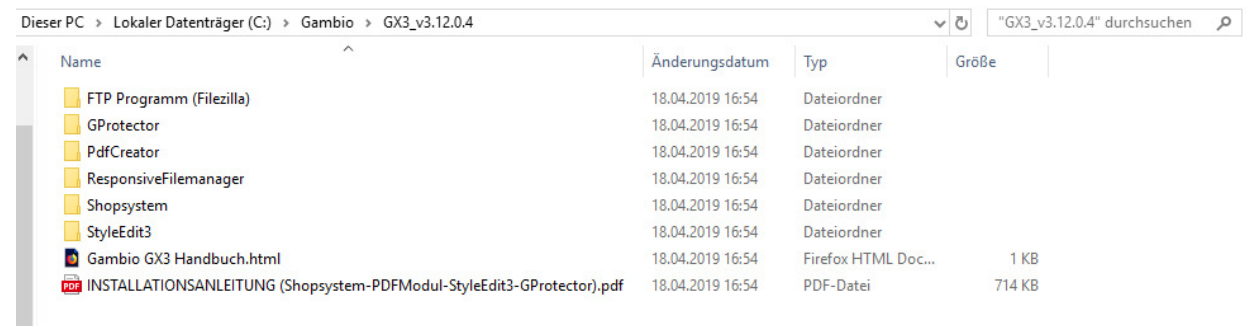 Dieser PC > Lokaler Datenträger (C:) > Gambio > GX3_v3.12.0.4 "GX3_v3.12.0.4" durchsuchen
Name Änderungsdatum Typ Größe
FTP Programm (Filezilla) 18.04.2019 16:54 Dateiordner
GProtector 18.04.2019 16:54 Dateiordner
PdfCreator 18.04.2019 16:54 Dateiordner
ResponsiveFilemanager 18.04.2019 16:54 Dateiordner
Shopsystem 18.04.2019 16:54 Dateiordner
StyleEdit3 18.04.2019 16:54 Dateiordner
Gambio GX3 Handbuch.html 18.04.2019 16:54 Firefox HTML Doc... 1 KB
PDF INSTALLATIONSANLEITUNG (Shopsystem-PDFModul-StyleEdit3-GProtector).pdf 18.04.2019 16:54 PDF-Datei 714 KB